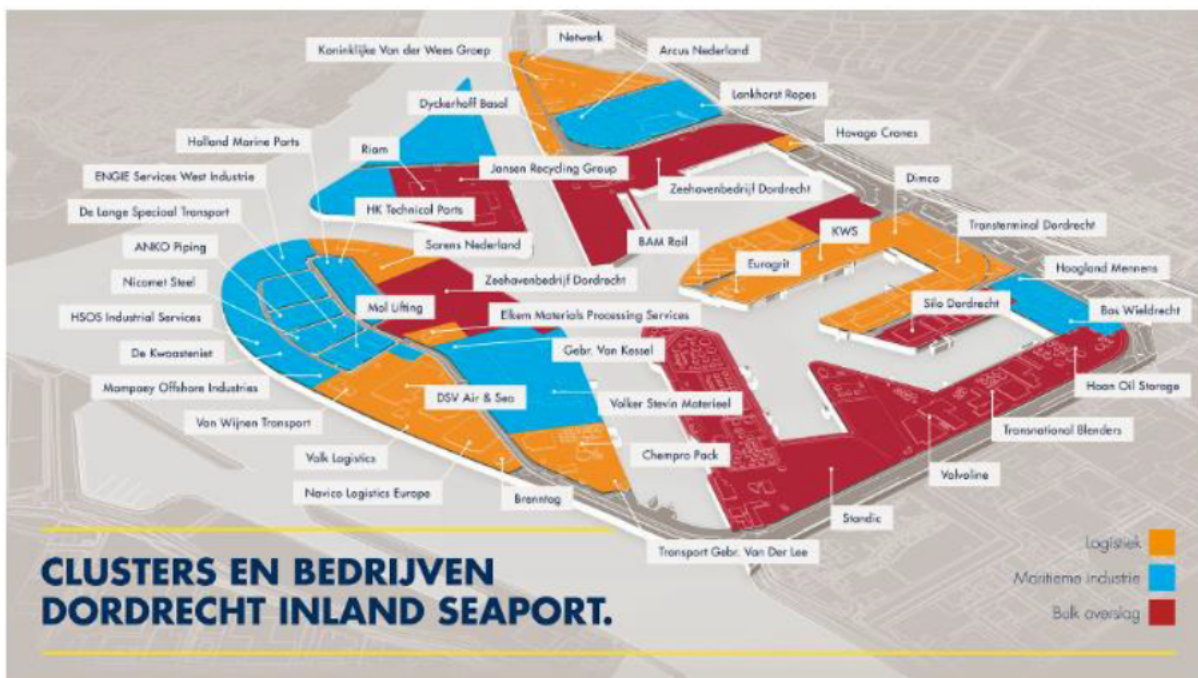 Koninklijke Van der Wees Groep
Netwerk
Arcus Nederland
Dyckerhoff Basal
Lankhorst Ropes
Holland Marine Parts
Riam
Hovago Cranes
ENGIE Services West Industrie
Jansen Recycling Group
Zeehavenbedrijf Dordrecht
Dimco
De Lange Speciaal Transport
HK Technical Parts
ANKO Piping
Sarens Nederland
BAM Rail
KWS
Transterminal Dordrecht
Nicomet Steel
Zeehavenbedrijf Dordrecht
Eurogrit
Hoogland Mennens
HSOS Industrial Services
Mol Lifting
Elkem Materials Processing Services
Silo Dordrecht
Bos Wieldrecht
De Kwaasteniet
Gebr. Van Kessel
Mampaey Offshore Industries
DSV Air & Sea
Volker Stevin Materieel
Haan Oil Storage
Van Wijnen Transport
Transnational Blenders
Valk Logistics
Chempro Pack
Valvoline
Navico Logistics Europe
Brenntag
Standic
Transport Gebr. Van Der Lee
CLUSTERS EN BEDRIJVEN
DORDRECHT INLAND SEAPORT.
Logistiek
Maritieme industrie
Bulk overslag